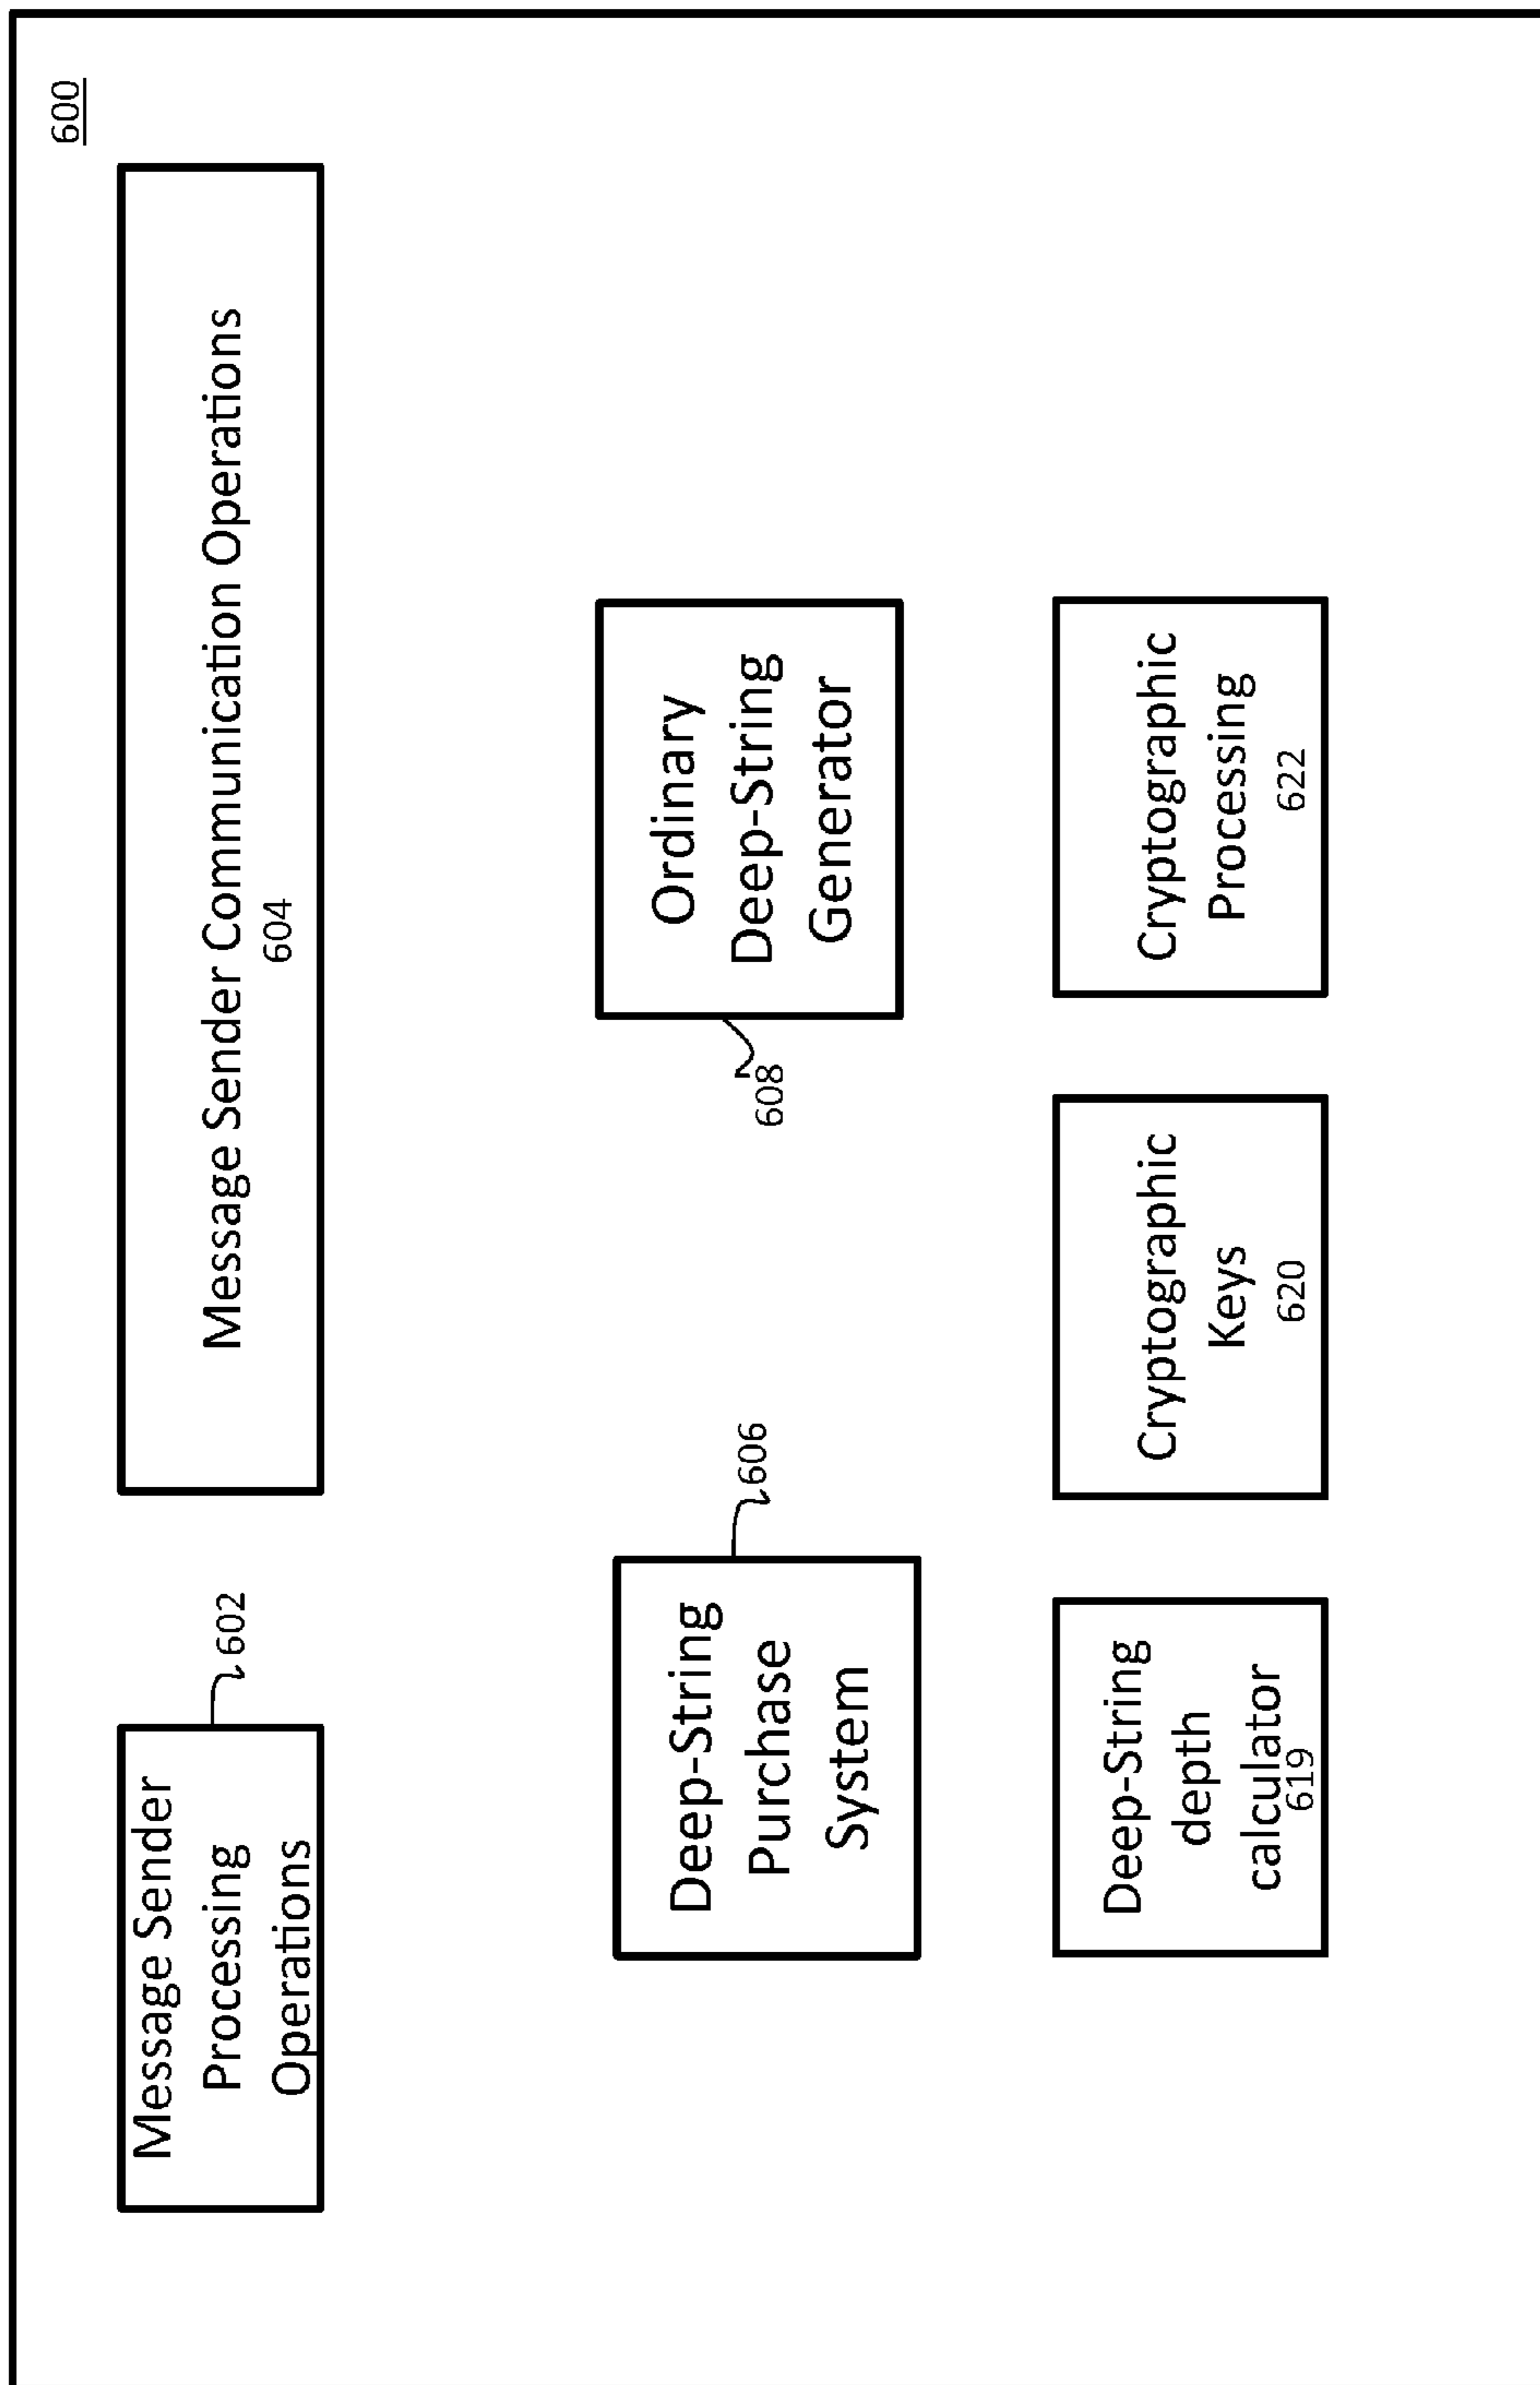 600
Message Sender
Processing
Operations
602
Message Sender Communication Operations
604
Deep-String
Purchase
System
606
Ordinary
Deep-String
Generator
608
Deep-String
depth
calculator
619
Cryptographic
Keys
620
Cryptographic
Processing
622